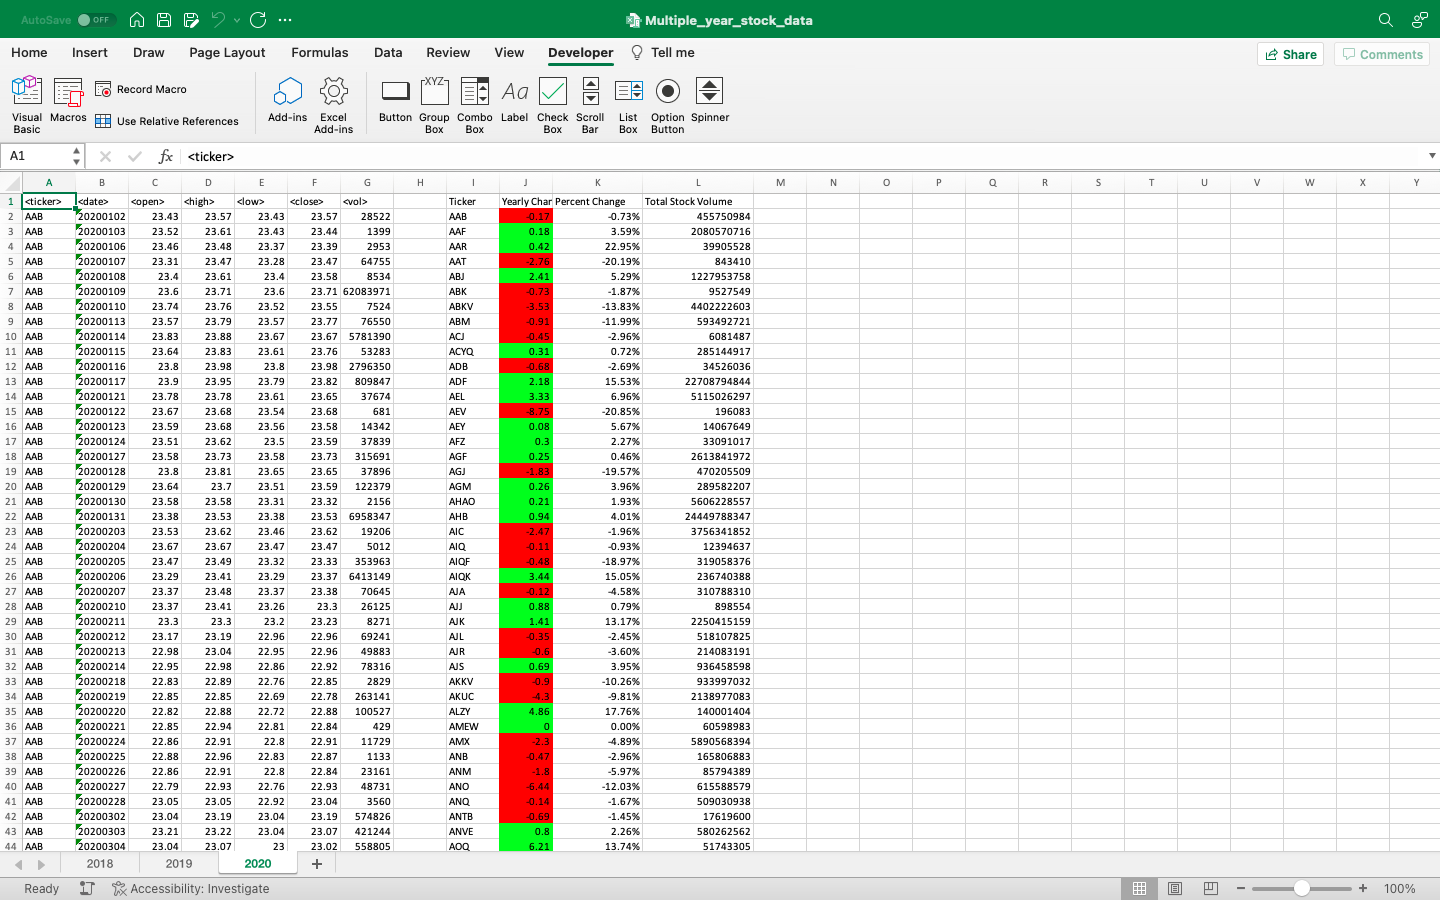 AutoSave OFF Multiple_year_stock_data
Home Insert Draw Page Layout Formulas Data Review View Developer Tell me Share Comments
Visual Basic Macros Record Macro Use Relative References Add-ins Excel Add-ins Button Group Box Combo Box Label Check Box Scroll Bar List Box Option Button Spinner
A1 fx <ticker>
A B C D E F G H I J K L M N O P Q R S T U V W X Y
1 <ticker> <date> <open> <high> <low> <close> <vol> Ticker Yearly Char Percent Change Total Stock Volume
2 AAB 20200102 23.43 23.57 23.43 23.57 28522 AAB -0.17 -0.73% 455750984
3 AAB 20200103 23.52 23.61 23.43 23.44 1399 AAF 0.18 3.59% 2080570716
4 AAB 20200106 23.46 23.48 23.37 23.39 2953 AAR 0.42 22.95% 39905528
5 AAB 20200107 23.31 23.47 23.28 23.47 64755 AAT -2.76 -20.19% 843410
6 AAB 20200108 23.4 23.61 23.4 23.58 8534 ABJ 2.41 5.29% 1227953758
7 AAB 20200109 23.6 23.71 23.6 23.71 62083971 ABK -0.73 -1.87% 9527549
8 AAB 20200110 23.74 23.76 23.52 23.55 7524 ABKV -3.53 -13.83% 4402222603
9 AAB 20200113 23.57 23.79 23.57 23.77 76550 ABM -0.91 -11.99% 593492721
10 AAB 20200114 23.83 23.88 23.67 23.67 5781390 ACJ -0.45 -2.96% 6081487
11 AAB 20200115 23.64 23.83 23.61 23.76 53283 ACYQ 0.31 0.72% 285144917
12 AAB 20200116 23.8 23.98 23.8 23.98 2796350 ADB -0.68 -2.69% 34526036
13 AAB 20200117 23.9 23.95 23.79 23.82 809847 ADF 2.18 15.53% 22708794844
14 AAB 20200121 23.78 23.78 23.61 23.65 37674 AEL 3.33 6.96% 5115026297
15 AAB 20200122 23.67 23.68 23.54 23.68 681 AEV -8.75 -20.85% 196083
16 AAB 20200123 23.59 23.68 23.56 23.58 14342 AEY 0.08 5.67% 14067649
17 AAB 20200124 23.51 23.62 23.5 23.59 37839 AFZ 0.3 2.27% 33091017
18 AAB 20200127 23.58 23.73 23.58 23.73 315691 AGF 0.25 0.46% 2613841972
19 AAB 20200128 23.8 23.81 23.65 23.65 37896 AGJ -1.83 -19.57% 470205509
20 AAB 20200129 23.64 23.7 23.51 23.59 122379 AGM 0.26 3.96% 289582207
21 AAB 20200130 23.58 23.58 23.31 23.32 2156 AHAO 0.21 1.93% 5606228557
22 AAB 20200131 23.38 23.53 23.38 23.53 6958347 AHB 0.94 4.01% 24449788347
23 AAB 20200203 23.53 23.62 23.46 23.62 19206 AIC -2.47 -1.96% 3756341852
24 AAB 20200204 23.67 23.67 23.47 23.47 5012 AIQ -0.11 -0.93% 12394637
25 AAB 20200205 23.47 23.49 23.32 23.33 353963 AIQF -0.48 -18.97% 319058376
26 AAB 20200206 23.29 23.41 23.29 23.37 6413149 AIQK 3.44 15.05% 236740388
27 AAB 20200207 23.37 23.48 23.37 23.38 70645 AJA -0.12 -4.58% 310788310
28 AAB 20200210 23.37 23.41 23.26 23.3 26125 AJJ 0.88 0.79% 898554
29 AAB 20200211 23.3 23.3 23.2 23.23 8271 AJK 1.41 13.17% 2250415159
30 AAB 20200212 23.17 23.19 22.96 22.96 69241 AJL -0.35 -2.45% 518107825
31 AAB 20200213 22.98 23.04 22.95 22.96 49883 AJR -0.6 -3.60% 214083191
32 AAB 20200214 22.95 22.98 22.86 22.92 78316 AJS 0.69 3.95% 936458598
33 AAB 20200218 22.83 22.89 22.76 22.85 2829 AKKV -0.9 -10.26% 933997032
34 AAB 20200219 22.85 22.85 22.69 22.78 263141 AKUC -4.3 -9.81% 2138977083
35 AAB 20200220 22.82 22.88 22.72 22.88 100527 ALZY 4.86 17.76% 140001404
36 AAB 20200221 22.85 22.94 22.81 22.84 429 AMEW 0 0.00% 60598983
37 AAB 20200224 22.86 22.91 22.8 22.91 11729 AMX -2.3 -4.89% 5890568394
38 AAB 20200225 22.88 22.96 22.83 22.87 1133 ANB -0.47 -2.96% 165806883
39 AAB 20200226 22.86 22.91 22.8 22.84 23161 ANM -1.8 -5.97% 85794389
40 AAB 20200227 22.79 22.93 22.76 22.93 48731 ANO -6.44 -12.03% 615588579
41 AAB 20200228 23.05 23.05 22.92 23.04 3560 ANQ -0.14 -1.67% 509030938
42 AAB 20200302 23.04 23.19 23.04 23.19 574826 ANTB -0.69 -1.45% 17619600
43 AAB 20200303 23.21 23.22 23.04 23.07 421244 ANVE 0.8 2.26% 580262562
44 AAB 20200304 23.04 23.07 23 23.02 558805 AOQ 6.21 13.74% 51743305
2018 2019 2020
Ready Accessibility: Investigate 100%